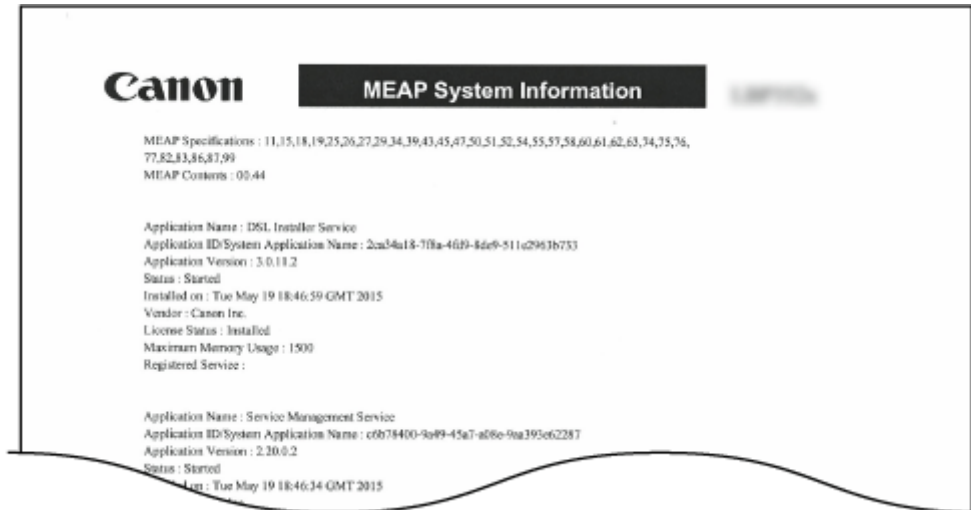 Canon
MEAP System Information
MEAP Specifications : 11,15,18,19,25,26,27,29,34,39,43,45,47,50,51,52,54,55,57,58,60,61,62,63,74,75,76,
77,82,83,86,87,99
MEAP Contents : 00.44
Application Name : DSL Installer Service
Application ID/System Application Name : 2ca34a18-7f8a-4fd9-8de9-511c2963b733
Application Version : 3.0.11.2
Status : Started
Installed on : Tue May 19 18:46:59 GMT 2015
Vendor : Canon Inc.
License Status : Installed
Maximum Memory Usage : 1500
Registered Service :
Application Name : Service Management Service
Application ID/System Application Name : c6b78400-9a49-45a7-a08e-9aa393e62287
Application Version : 2.20.0.2
Status : Started
on : Tue May 19 18:46:34 GMT 2015